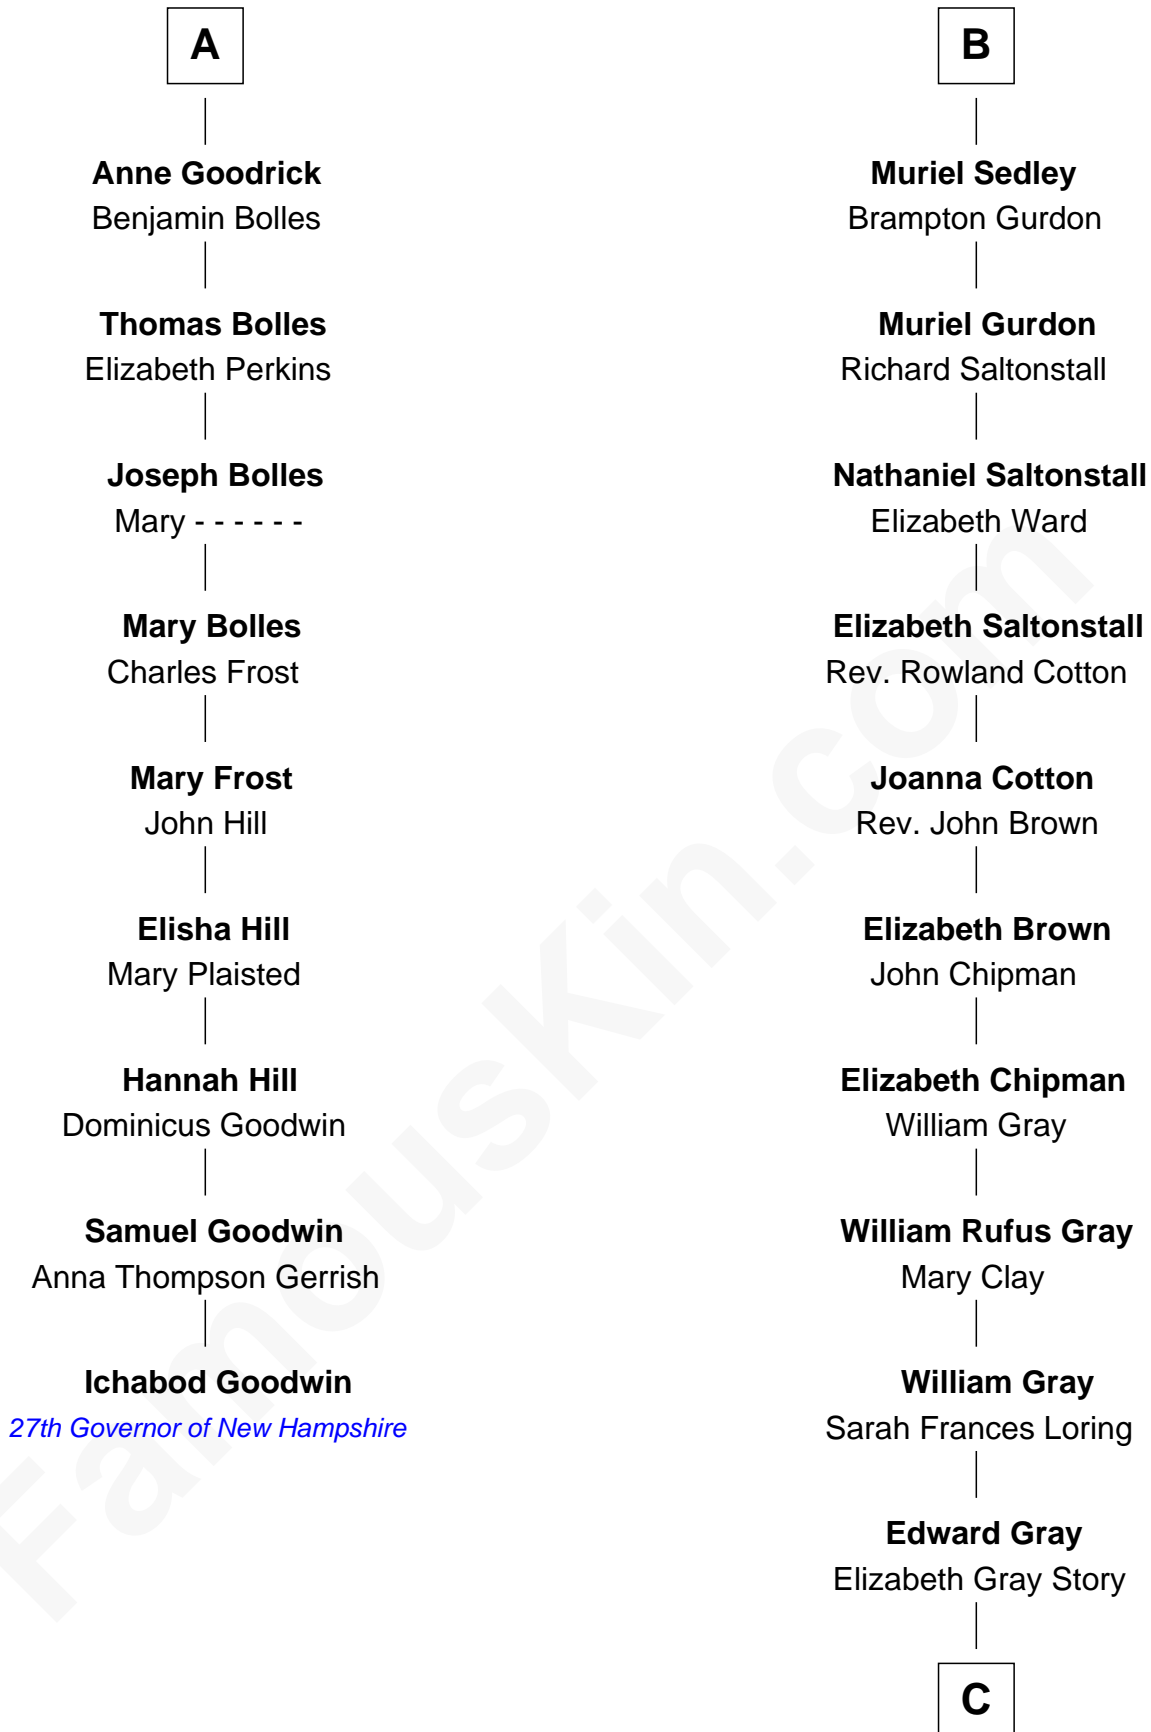 A
Anne Goodrick
Benjamin Bolles
Thomas Bolles
Elizabeth Perkins
Joseph Bolles
Mary - - - - - -
Mary Bolles
Charles Frost
Mary Frost
John Hill
Elisha Hill
Mary Plaisted
Hannah Hill
Dominicus Goodwin
Samuel Goodwin
Anna Thompson Gerrish
Ichabod Goodwin
27th Governor of New Hampshire
B
Muriel Sedley
Brampton Gurdon
Muriel Gurdon
Richard Saltonstall
Nathaniel Saltonstall
Elizabeth Ward
Elizabeth Saltonstall
Rev. Rowland Cotton
Joanna Cotton
Rev. John Brown
Elizabeth Brown
John Chipman
Elizabeth Chipman
William Gray
William Rufus Gray
Mary Clay
William Gray
Sarah Frances Loring
Edward Gray
Elizabeth Gray Story
C
FamousKin.com